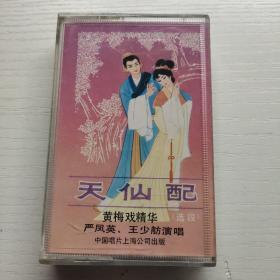 天仙配
（选段）
黄梅戏精华
严凤英、王少舫演唱
中国唱片上海公司出版